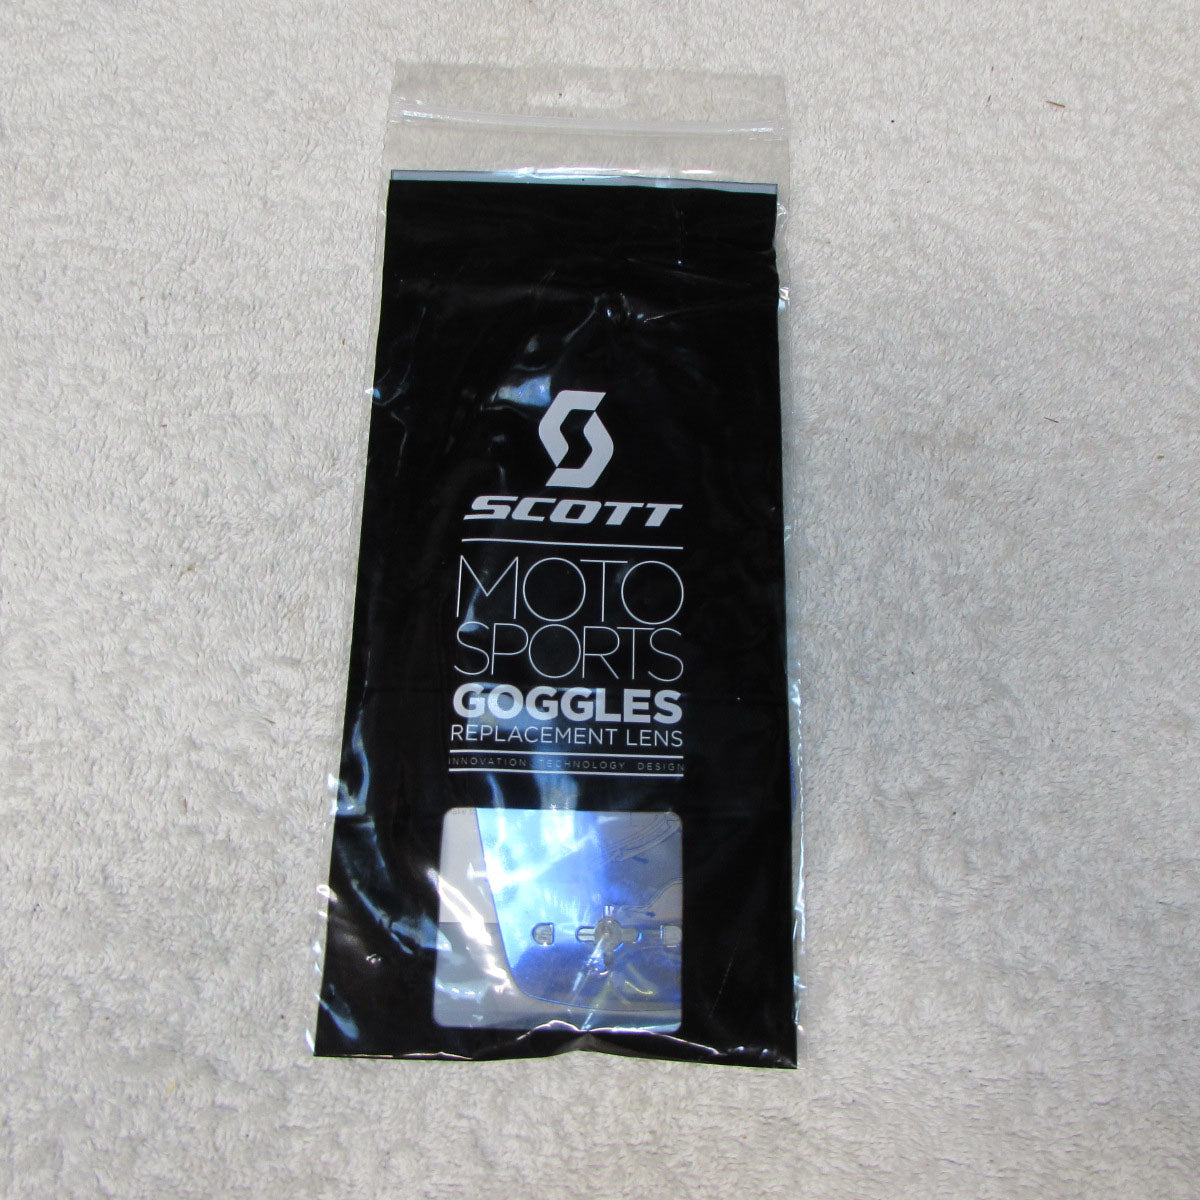 SCOTT
MOTO
SPORTS
GOGGLES
REPLACEMENT LENS
INNOVATION TECHNOLOGY DESIGN